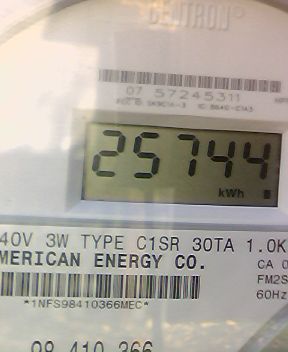 CENTRON®
07 57245311
25744
kWh
40V 3W TYPE C1SR 30TA 1.0K
MERICAN ENERGY CO.
CA 0
FM2S
60Hz
*1NFS98410366MEC*
98 410 366